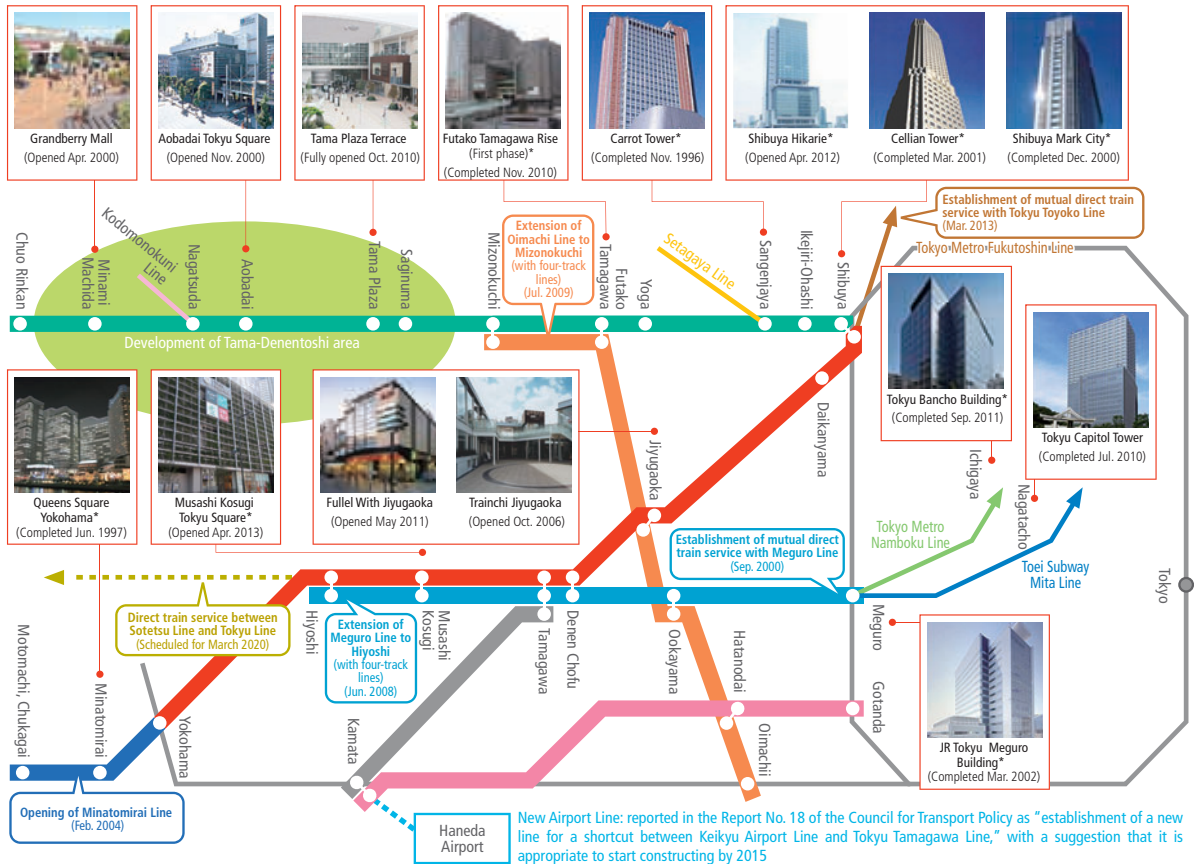 Grandberry Mall
(Opened Apr. 2000)
Aobadai Tokyu Square
(Opened Nov. 2000)
Tama Plaza Terrace
(Fully opened Oct. 2010)
Futako Tamagawa Rise
(First phase)*
(Completed Nov. 2010)
Carrot Tower*
(Completed Nov. 1996)
Shibuya Hikarie*
(Opened Apr. 2012)
Cellian Tower*
(Completed Mar. 2001)
Shibuya Mark City*
(Completed Dec. 2000)
Establishment of mutual direct train
service with Tokyu Toyoko Line
(Mar. 2013)
Tokyo Metro Fukutoshin Line
Chuo Rinkan
Minami
Machida
Kodomonokuni
Line
Nagatsuda
Aobadai
Tama Plaza
Saginuma
Mizonokuchi
Extension of
Oimachi Line to
Mizonokuchi
(with four-track
lines)
(Jul. 2009)
Futako
Tamagawa
Yoga
Setagaya Line
Sangenjaya
Ikejiri-Ohashi
Shibuya
Development of Tama-Denentoshi area
Queens Square
Yokohama*
(Completed Jun. 1997)
Musashi Kosugi
Tokyu Square*
(Opened Apr. 2013)
Fullel With Jiyugaoka
(Opened May 2011)
Trainchi Jiyugaoka
(Opened Oct. 2006)
Jiyugaoka
Daikanyama
Tokyu Bancho Building*
(Completed Sep. 2011)
Tokyu Capitol Tower
(Completed Jul. 2010)
Ichigaya
Nagatacho
Tokyo Metro
Namboku Line
Toei Subway
Mita Line
Establishment of mutual direct
train service with Meguro Line
(Sep. 2000)
Tokyo
Direct train service between
Sotetsu Line and Tokyu Line
(Scheduled for March 2020)
Hiyoshi
Extension of
Meguro Line to
Hiyoshi
(with four-track
lines)
(Jun. 2008)
Musashi
Kosugi
Tamagawa
Denen Chofu
Ookayama
Hatanodai
Oimachii
Meguro
Gotanda
JR Tokyu Meguro
Building*
(Completed Mar. 2002)
Motomachi, Chukagai
Minatomirai
Yokohama
Kamata
Opening of Minatomirai Line
(Feb. 2004)
Haneda
Airport
New Airport Line: reported in the Report No. 18 of the Council for Transport Policy as "establishment of a new
line for a shortcut between Keikyu Airport Line and Tokyu Tamagawa Line," with a suggestion that it is
appropriate to start constructing by 2015